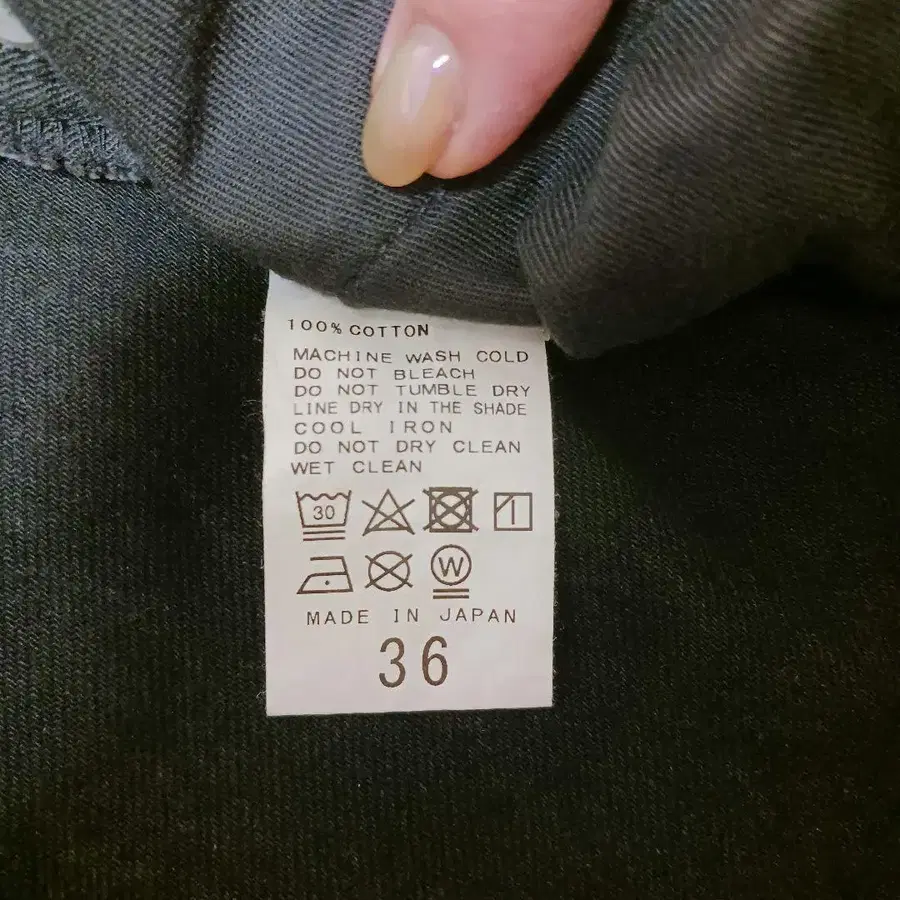 100% COTTON
MACHINE WASH COLD
DO NOT BLEACH
DO NOT TUMBLE DRY
LINE DRY IN THE SHADE
COOL IRON
DO NOT DRY CLEAN
WET CLEAN
30
W
MADE IN JAPAN
36